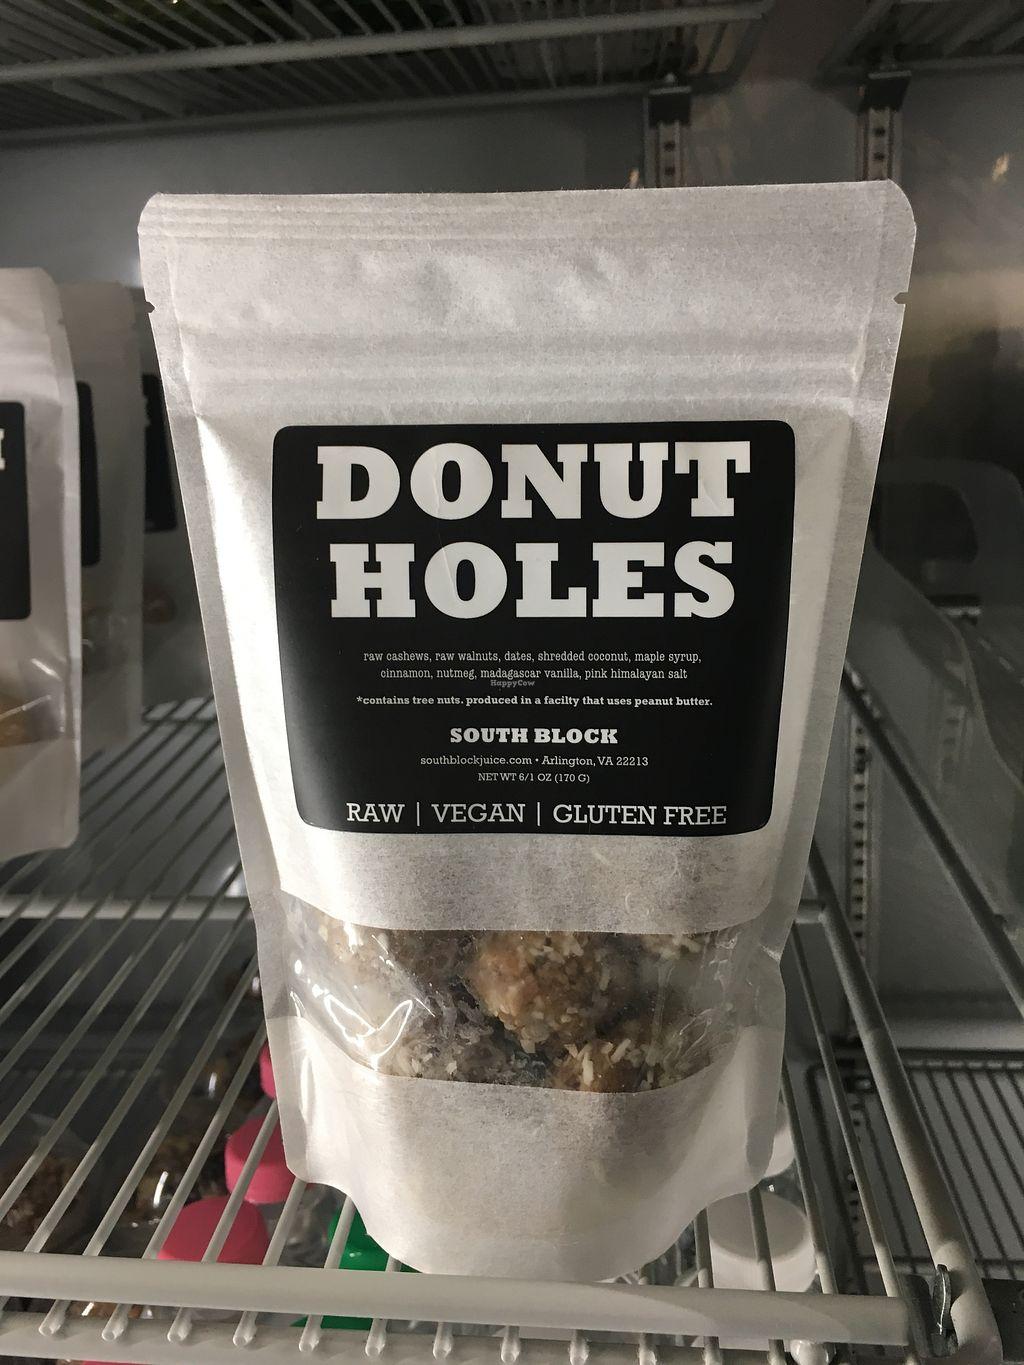 DONUT
HOLES
raw cashews, raw walnuts, dates, shredded coconut, maple syrup,
cinnamon, nutmeg, madagascar vanilla, pink himalayan salt
HappyCow
*contains tree nuts. produced in a facilty that uses peanut butter.
SOUTH BLOCK
southblockjuice.com • Arlington, VA 22213
NET WT 6/1 OZ (170 G)
RAW | VEGAN | GLUTEN FREE